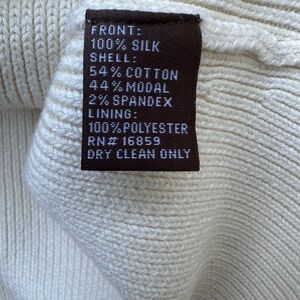 FRONT:
100% SILK
SHELL:
54% COTTON
44% MODAL
2% SPANDEX
LINING:
100% POLYESTER
RN# 16859
DRY CLEAN ONLY